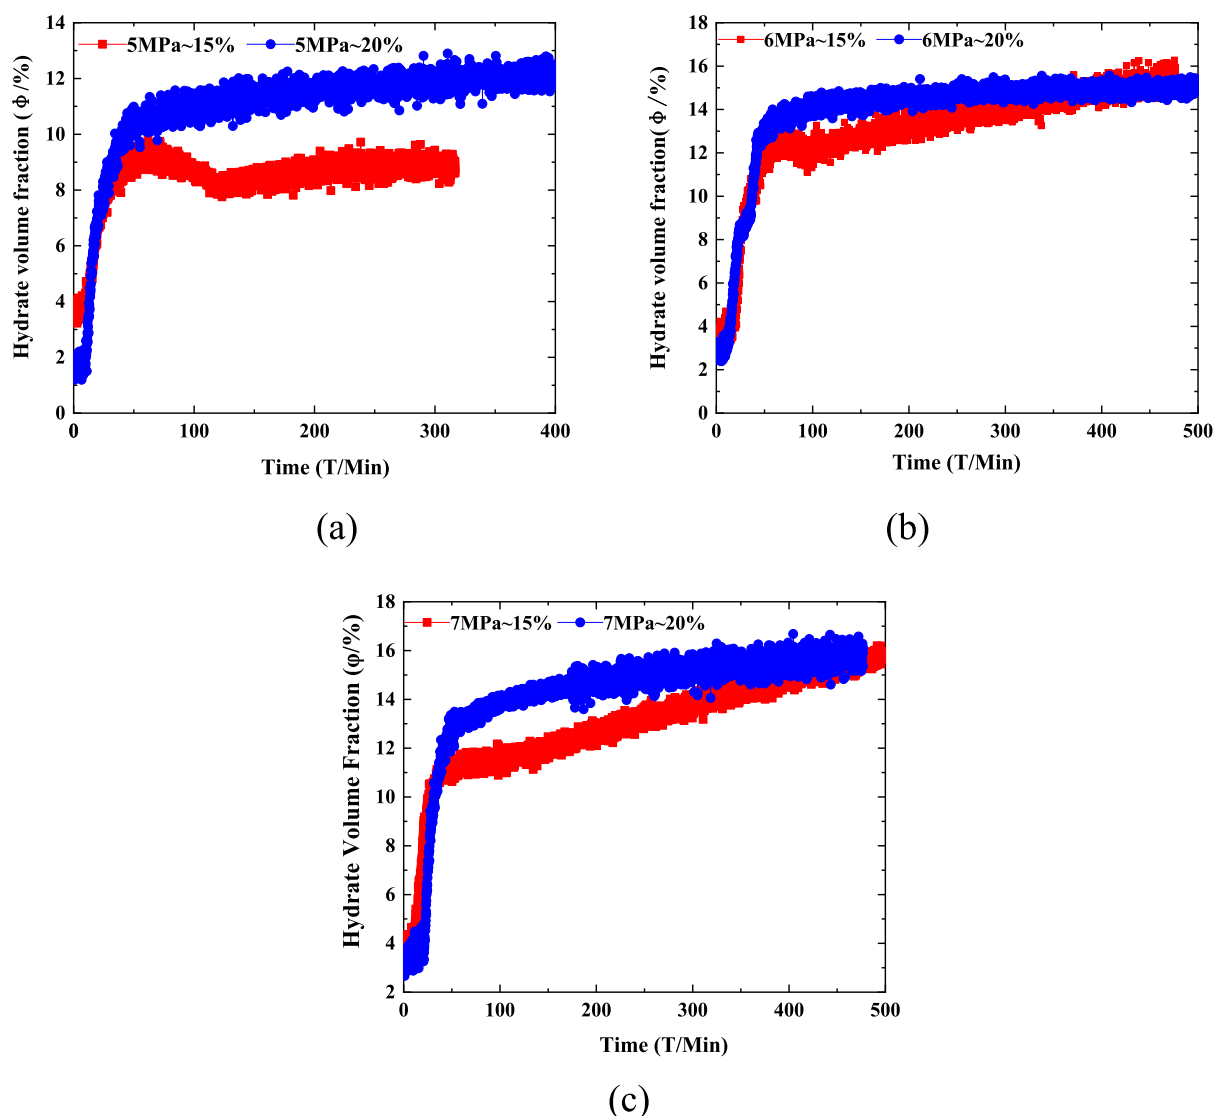 5MPa~15% 5MPa~20%
14
12
10
8
6
4
2
0
Hydrate volume fraction ( Φ /%)
0 100 200 300 400
Time (T/Min)
(a)
6MPa~15% 6MPa~20%
18
16
14
12
10
8
6
4
2
0
Hydrate volume fraction( Φ /%)
0 100 200 300 400 500
Time (T/Min)
(b)
7MPa~15% 7MPa~20%
18
16
14
12
10
8
6
4
2
Hydrate Volume Fraction (φ/%)
0 100 200 300 400 500
Time (T/Min)
(c)